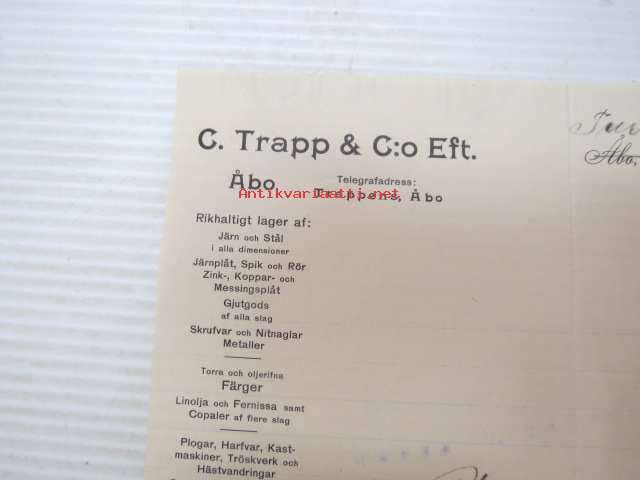 C. Trapp & C:o Eft.
Åbo
Telegrafadress:
Trappens, Åbo
Antikvariaatti.net
Åbo,
Rikhaltigt lager af:
Järn och Stål
i alla dimensioner
Järnplåt, Spik och Rör
Zink-, Koppar- och
Messingsplåt
Gjutgods
af alla slag
Skrufvar och Nitnaglar
Metaller
Torra och oljerifna
Färger
Linolja och Fernissa samt
Copaler af flere slag
Plogar, Harfvar, Kast-
maskiner, Tröskverk och
Hästvandringar